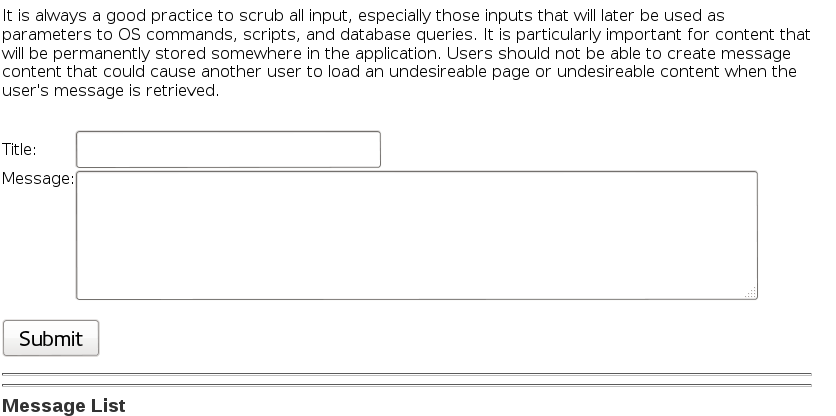 It is always a good practice to scrub all input, especially those inputs that will later be used as
parameters to OS commands, scripts, and database queries. It is particularly important for content that
will be permanently stored somewhere in the application. Users should not be able to create message
content that could cause another user to load an undesireable page or undesireable content when the
user's message is retrieved.
Title:
Message:
Submit
Message List